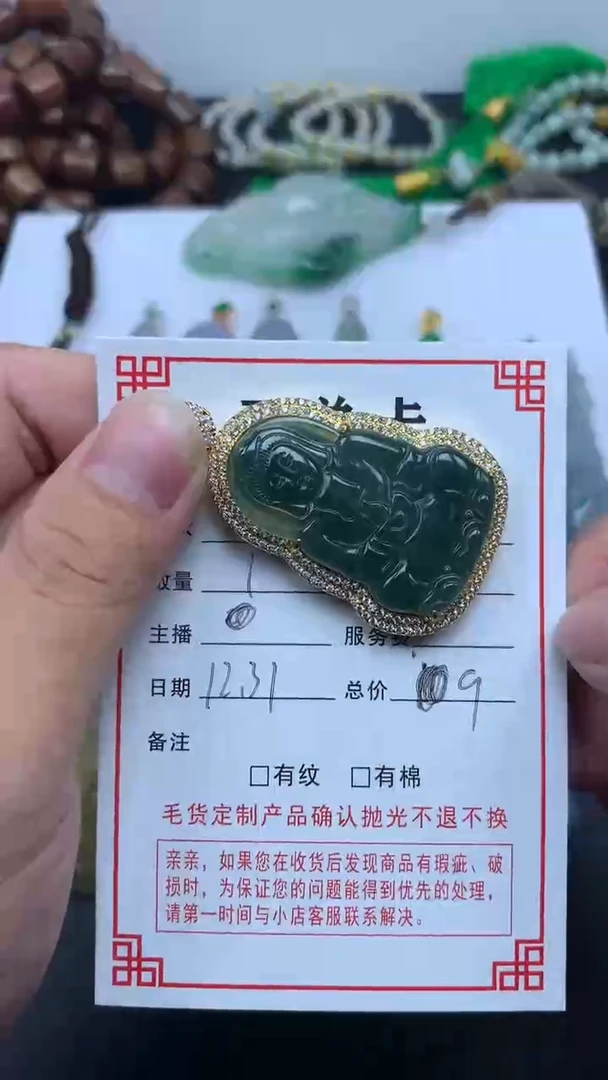 数量 1
主播 服务费
日期 12.31 总价 9
备注
□有纹 □有棉
毛货定制产品确认抛光不退不换
亲亲，如果您在收货后发现商品有瑕疵、破
损时，为保证您的问题能得到优先的处理，
请第一时间与小店客服联系解决。